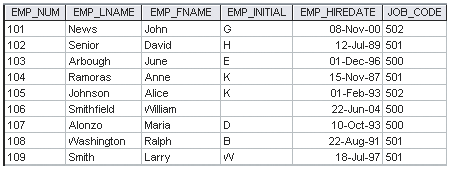 EMP_NUM EMP_LNAME EMP_FNAME EMP_INITIAL EMP_HIREDATE JOB_CODE
101 News John G 08-Nov-00 502
102 Senior David H 12-Jul-89 501
103 Arbough June E 01-Dec-96 500
104 Ramoras Anne K 15-Nov-87 501
105 Johnson Alice K 01-Feb-93 502
106 Smithfield William 22-Jun-04 500
107 Alonzo Maria D 10-Oct-93 500
108 Washington Ralph B 22-Aug-91 501
109 Smith Larry W 18-Jul-97 501